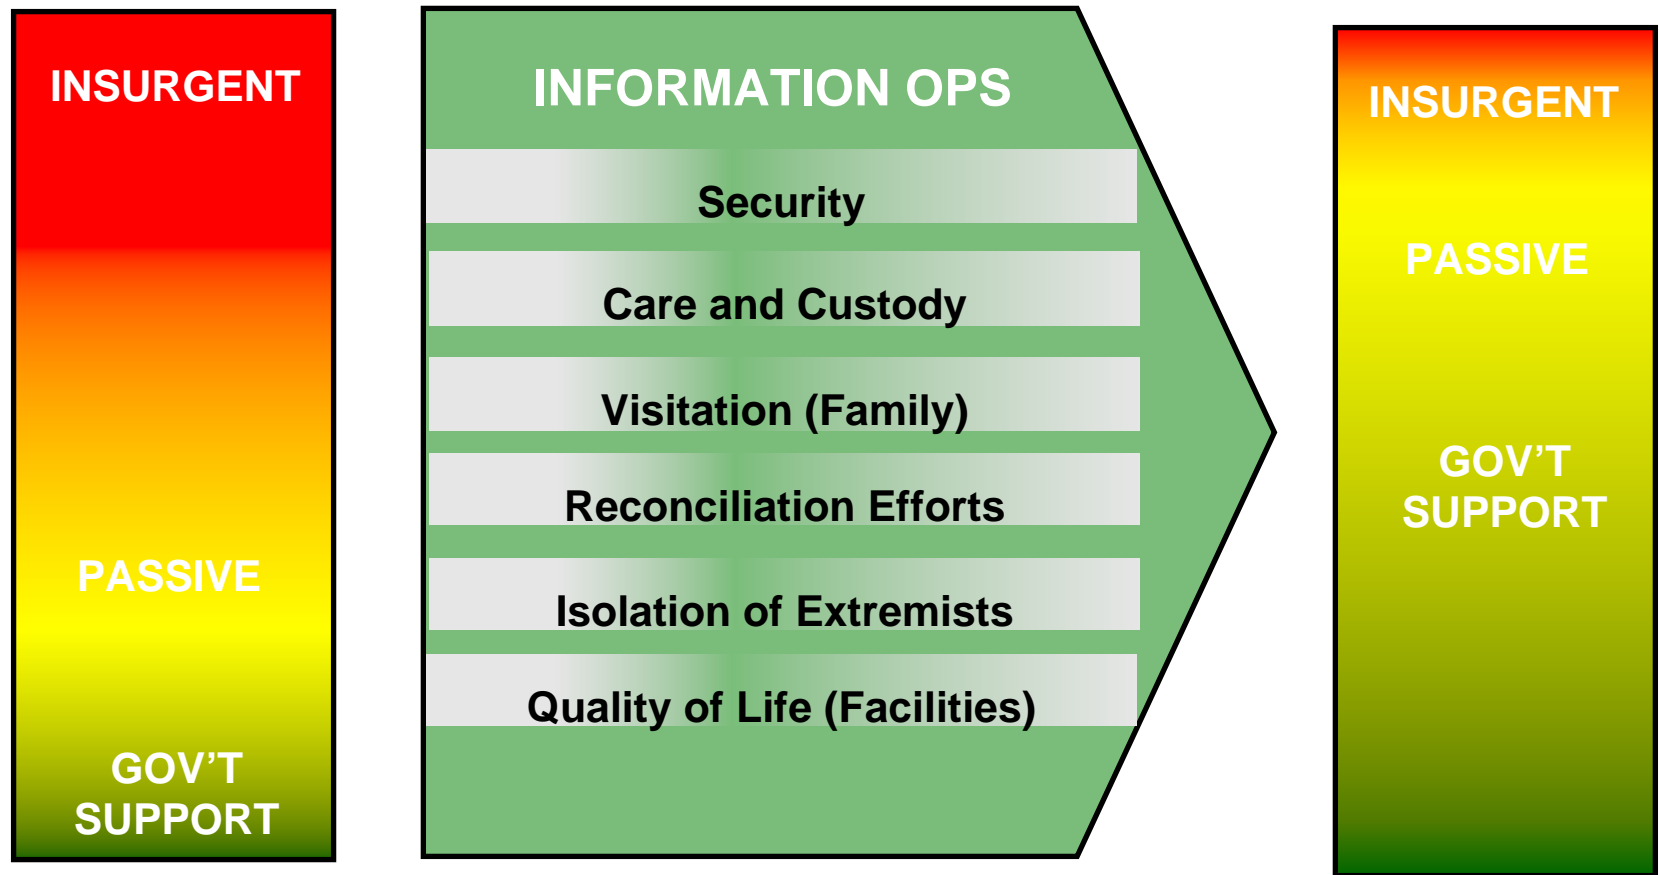 INSURGENT
PASSIVE
GOV'T
SUPPORT
INFORMATION OPS
Security
Care and Custody
Visitation (Family)
Reconciliation Efforts
Isolation of Extremists
Quality of Life (Facilities)
INSURGENT
PASSIVE
GOV'T
SUPPORT